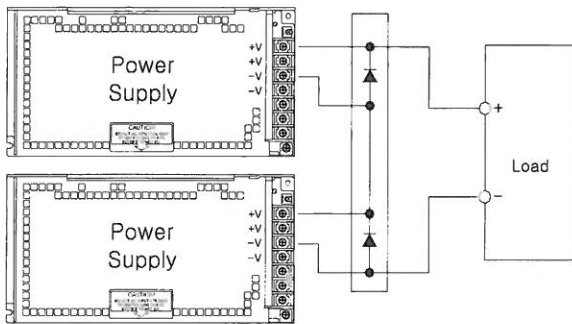 Power
Supply
+V
+V
−V
−V
CAUTION
+
Load
−
Power
Supply
+V
+V
−V
−V
CAUTION